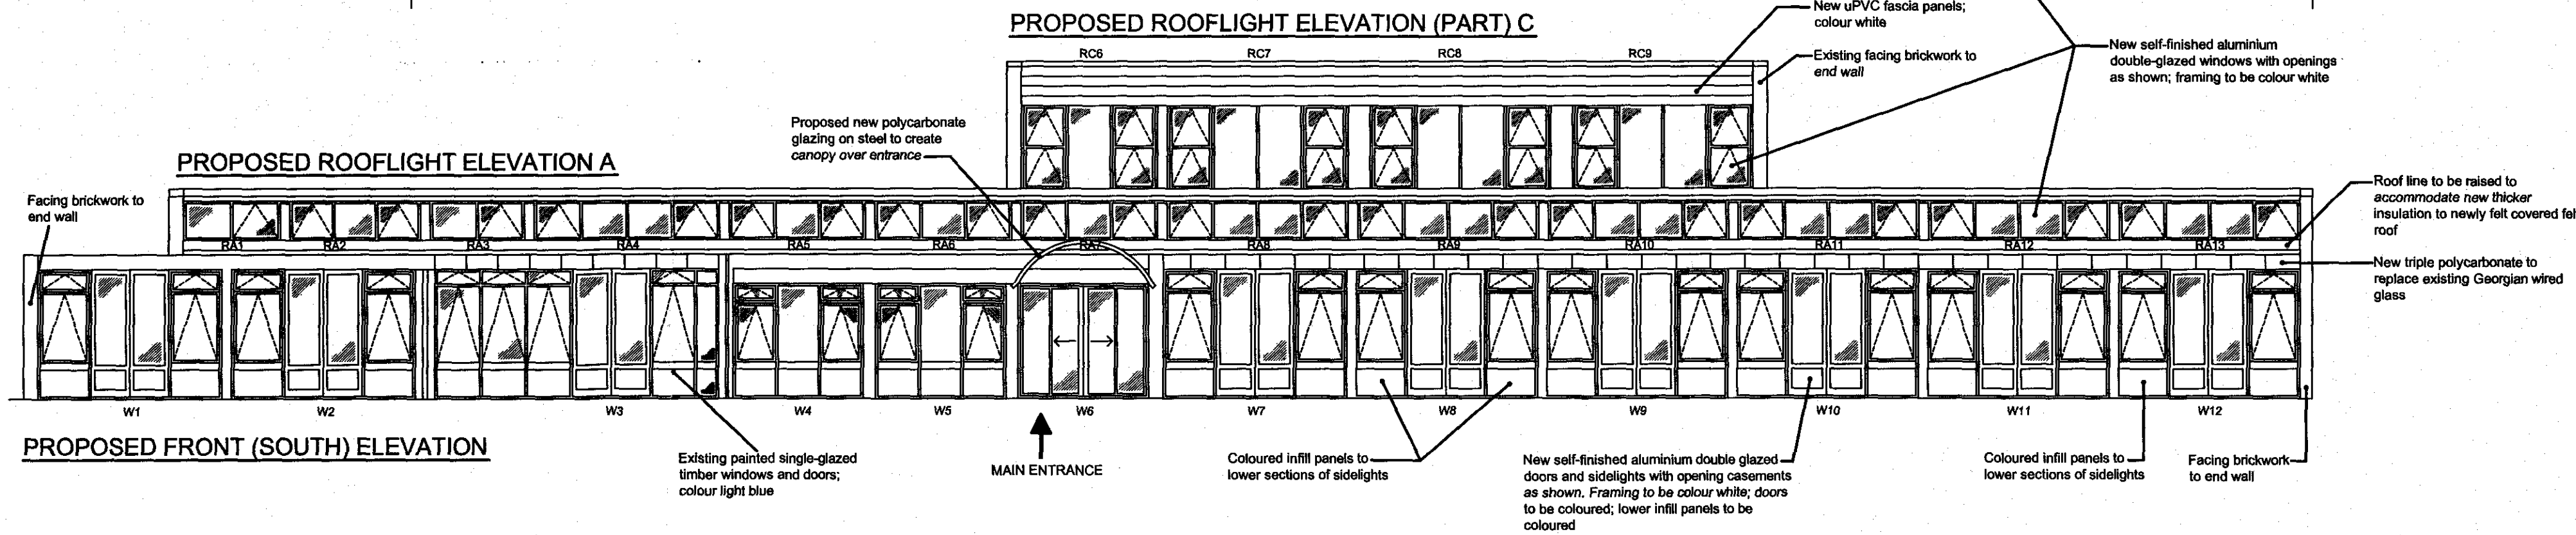 PROPOSED ROOFLIGHT ELEVATION (PART) C
New uPVC fascia panels;
colour white
RC6
RC7
RC8
RC9
Existing facing brickwork to
end wall
New self-finished aluminium
double-glazed windows with openings
as shown; framing to be colour white
Proposed new polycarbonate
glazing on steel to create
canopy over entrance
PROPOSED ROOFLIGHT ELEVATION A
Facing brickwork to
end wall
Roof line to be raised to
accommodate new thicker
insulation to newly felt covered fel
roof
RA1
RA2
RA3
RA4
RA5
RA6
RA7
RA8
RA9
RA10
RA11
RA12
RA13
New triple polycarbonate to
replace existing Georgian wired
glass
W1
W2
W3
W4
W5
W6
W7
W8
W9
W10
W11
W12
PROPOSED FRONT (SOUTH) ELEVATION
Existing painted single-glazed
timber windows and doors;
colour light blue
MAIN ENTRANCE
Coloured infill panels to
lower sections of sidelights
New self-finished aluminium double glazed
doors and sidelights with opening casements
as shown. Framing to be colour white; doors
to be coloured; lower infill panels to be
coloured
Coloured infill panels to
lower sections of sidelights
Facing brickwork
to end wall